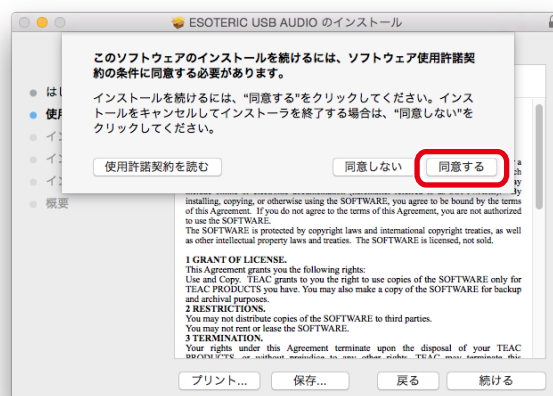 ESOTERIC USB AUDIO のインストール
このソフトウェアのインストールを続けるには、ソフトウェア使用許諾契
約の条件に同意する必要があります。
インストールを続けるには、“同意する”をクリックしてください。インス
トールをキャンセルしてインストーラを終了する場合は、“同意しない”を
クリックしてください。
使用許諾契約を読む
同意しない
同意する
概要
installing, copying, or otherwise using the SOFTWARE, you agree to be bound by the terms
of this Agreement. If you do not agree to the terms of this Agreement, you are not authorized
to use the SOFTWARE.
The SOFTWARE is protected by copyright laws and international copyright treaties, as well
as other intellectual property laws and treaties. The SOFTWARE is licensed, not sold.
1 GRANT OF LICENSE.
This Agreement grants you the following rights:
Use and Copy. TEAC grants to you the right to use copies of the SOFTWARE only for
TEAC PRODUCTS you have. You may also make a copy of the SOFTWARE for backup
and archival purposes.
2 RESTRICTIONS.
You may not distribute copies of the SOFTWARE to third parties.
You may not rent or lease the SOFTWARE.
3 TERMINATION.
Your rights under this Agreement terminate upon the disposal of your TEAC
PRODUCTS, or without prejudice to any other rights, TEAC may terminate this
プリント...
保存...
戻る
続ける